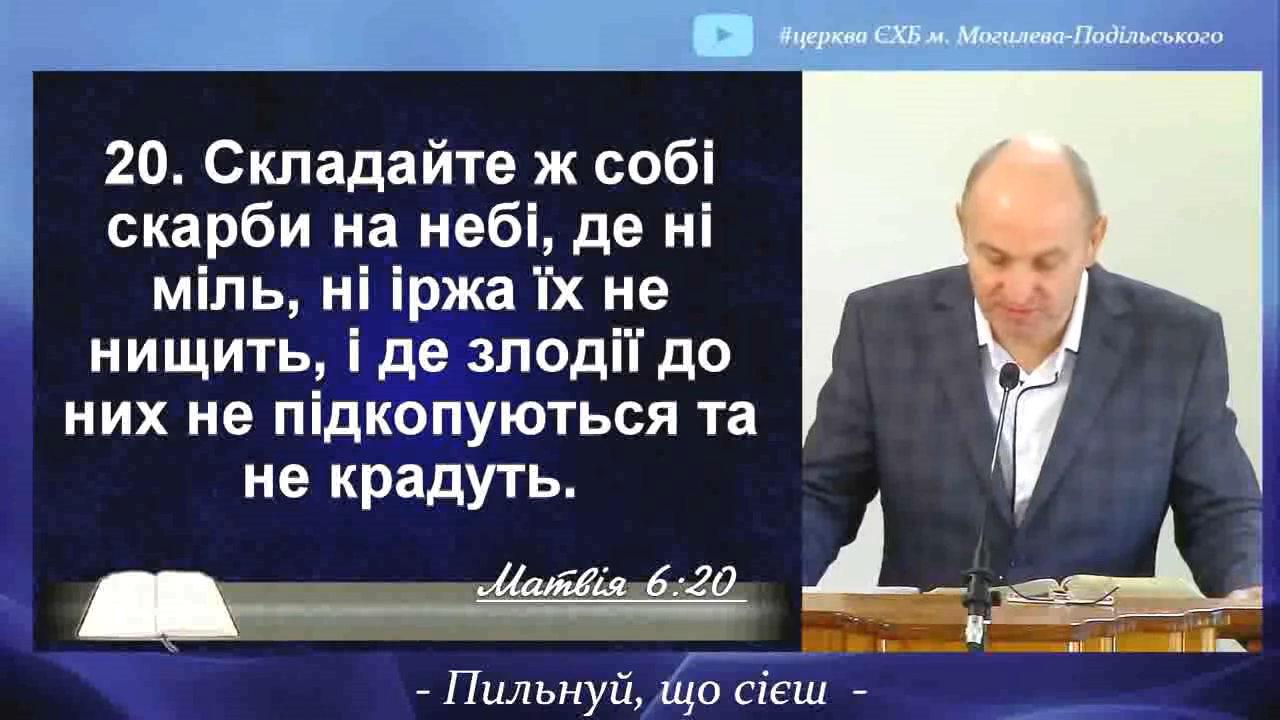 #церква ЄХБ м. Могилева-Подільського
20. Складайте ж собі
скарби на небі, де ні
міль, ні іржа їх не
нищить, і де злодії до
них не підкопуються та
не крадуть.
Матвія 6:20
- Пильнуй, що сієш -